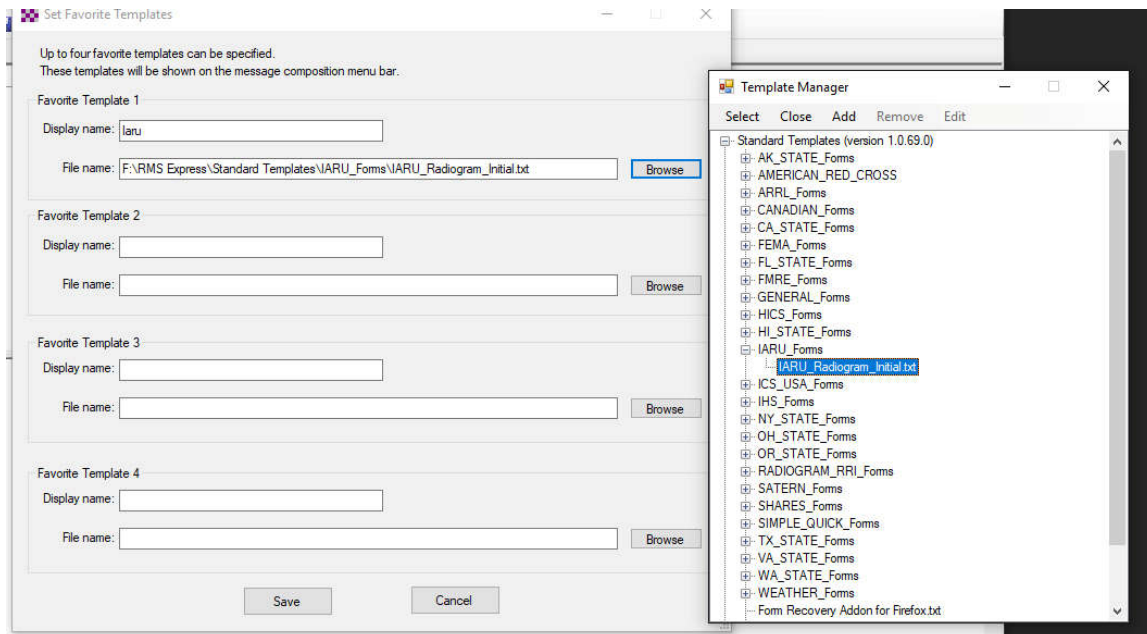 Set Favorite Templates
Up to four favorite templates can be specified.
These templates will be shown on the message composition menu bar.
Favorite Template 1
Display name: Iaru
File name: F:\RMS Express\Standard Templates\IARU_Forms\IARU_Radiogram_Initial.txt Browse
Favorite Template 2
Display name:
File name: Browse
Favorite Template 3
Display name:
File name: Browse
Favorite Template 4
Display name:
File name: Browse
Save Cancel
Template Manager
Select Close Add Remove Edit
Standard Templates (version 1.0.69.0)
AK_STATE_Forms
AMERICAN_RED_CROSS
ARRL_Forms
CANADIAN_Forms
CA_STATE_Forms
FEMA_Forms
FL_STATE_Forms
FMRE_Forms
GENERAL_Forms
HICS_Forms
HI_STATE_Forms
IARU_Forms
IARU_Radiogram_Initial.txt
ICS_USA_Forms
IHS_Forms
NY_STATE_Forms
OH_STATE_Forms
OR_STATE_Forms
RADIOGRAM_RRI_Forms
SATERN_Forms
SHARES_Forms
SIMPLE_QUICK_Forms
TX_STATE_Forms
VA_STATE_Forms
WA_STATE_Forms
WEATHER_Forms
Form Recovery Addon for Firefox.txt